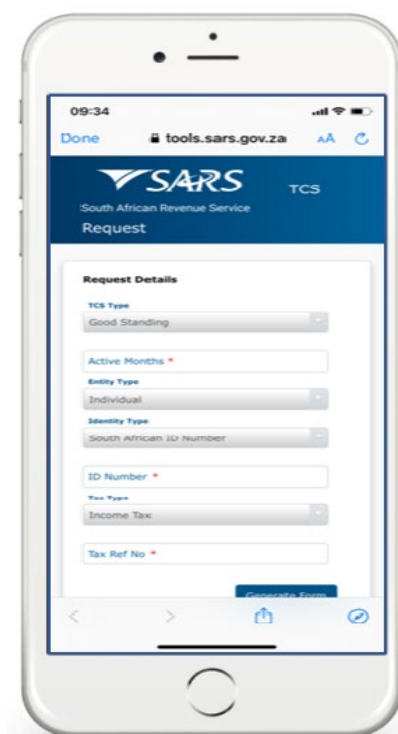 09:34
Done tools.sars.gov.za AA
SARS TCS
South African Revenue Service
Request
Request Details
TCS Type
Good Standing
Active Months *
Entity Type
Individual
Identity Type
South African ID Number
ID Number *
Tax Type
Income Tax
Tax Ref No *
Generate Form